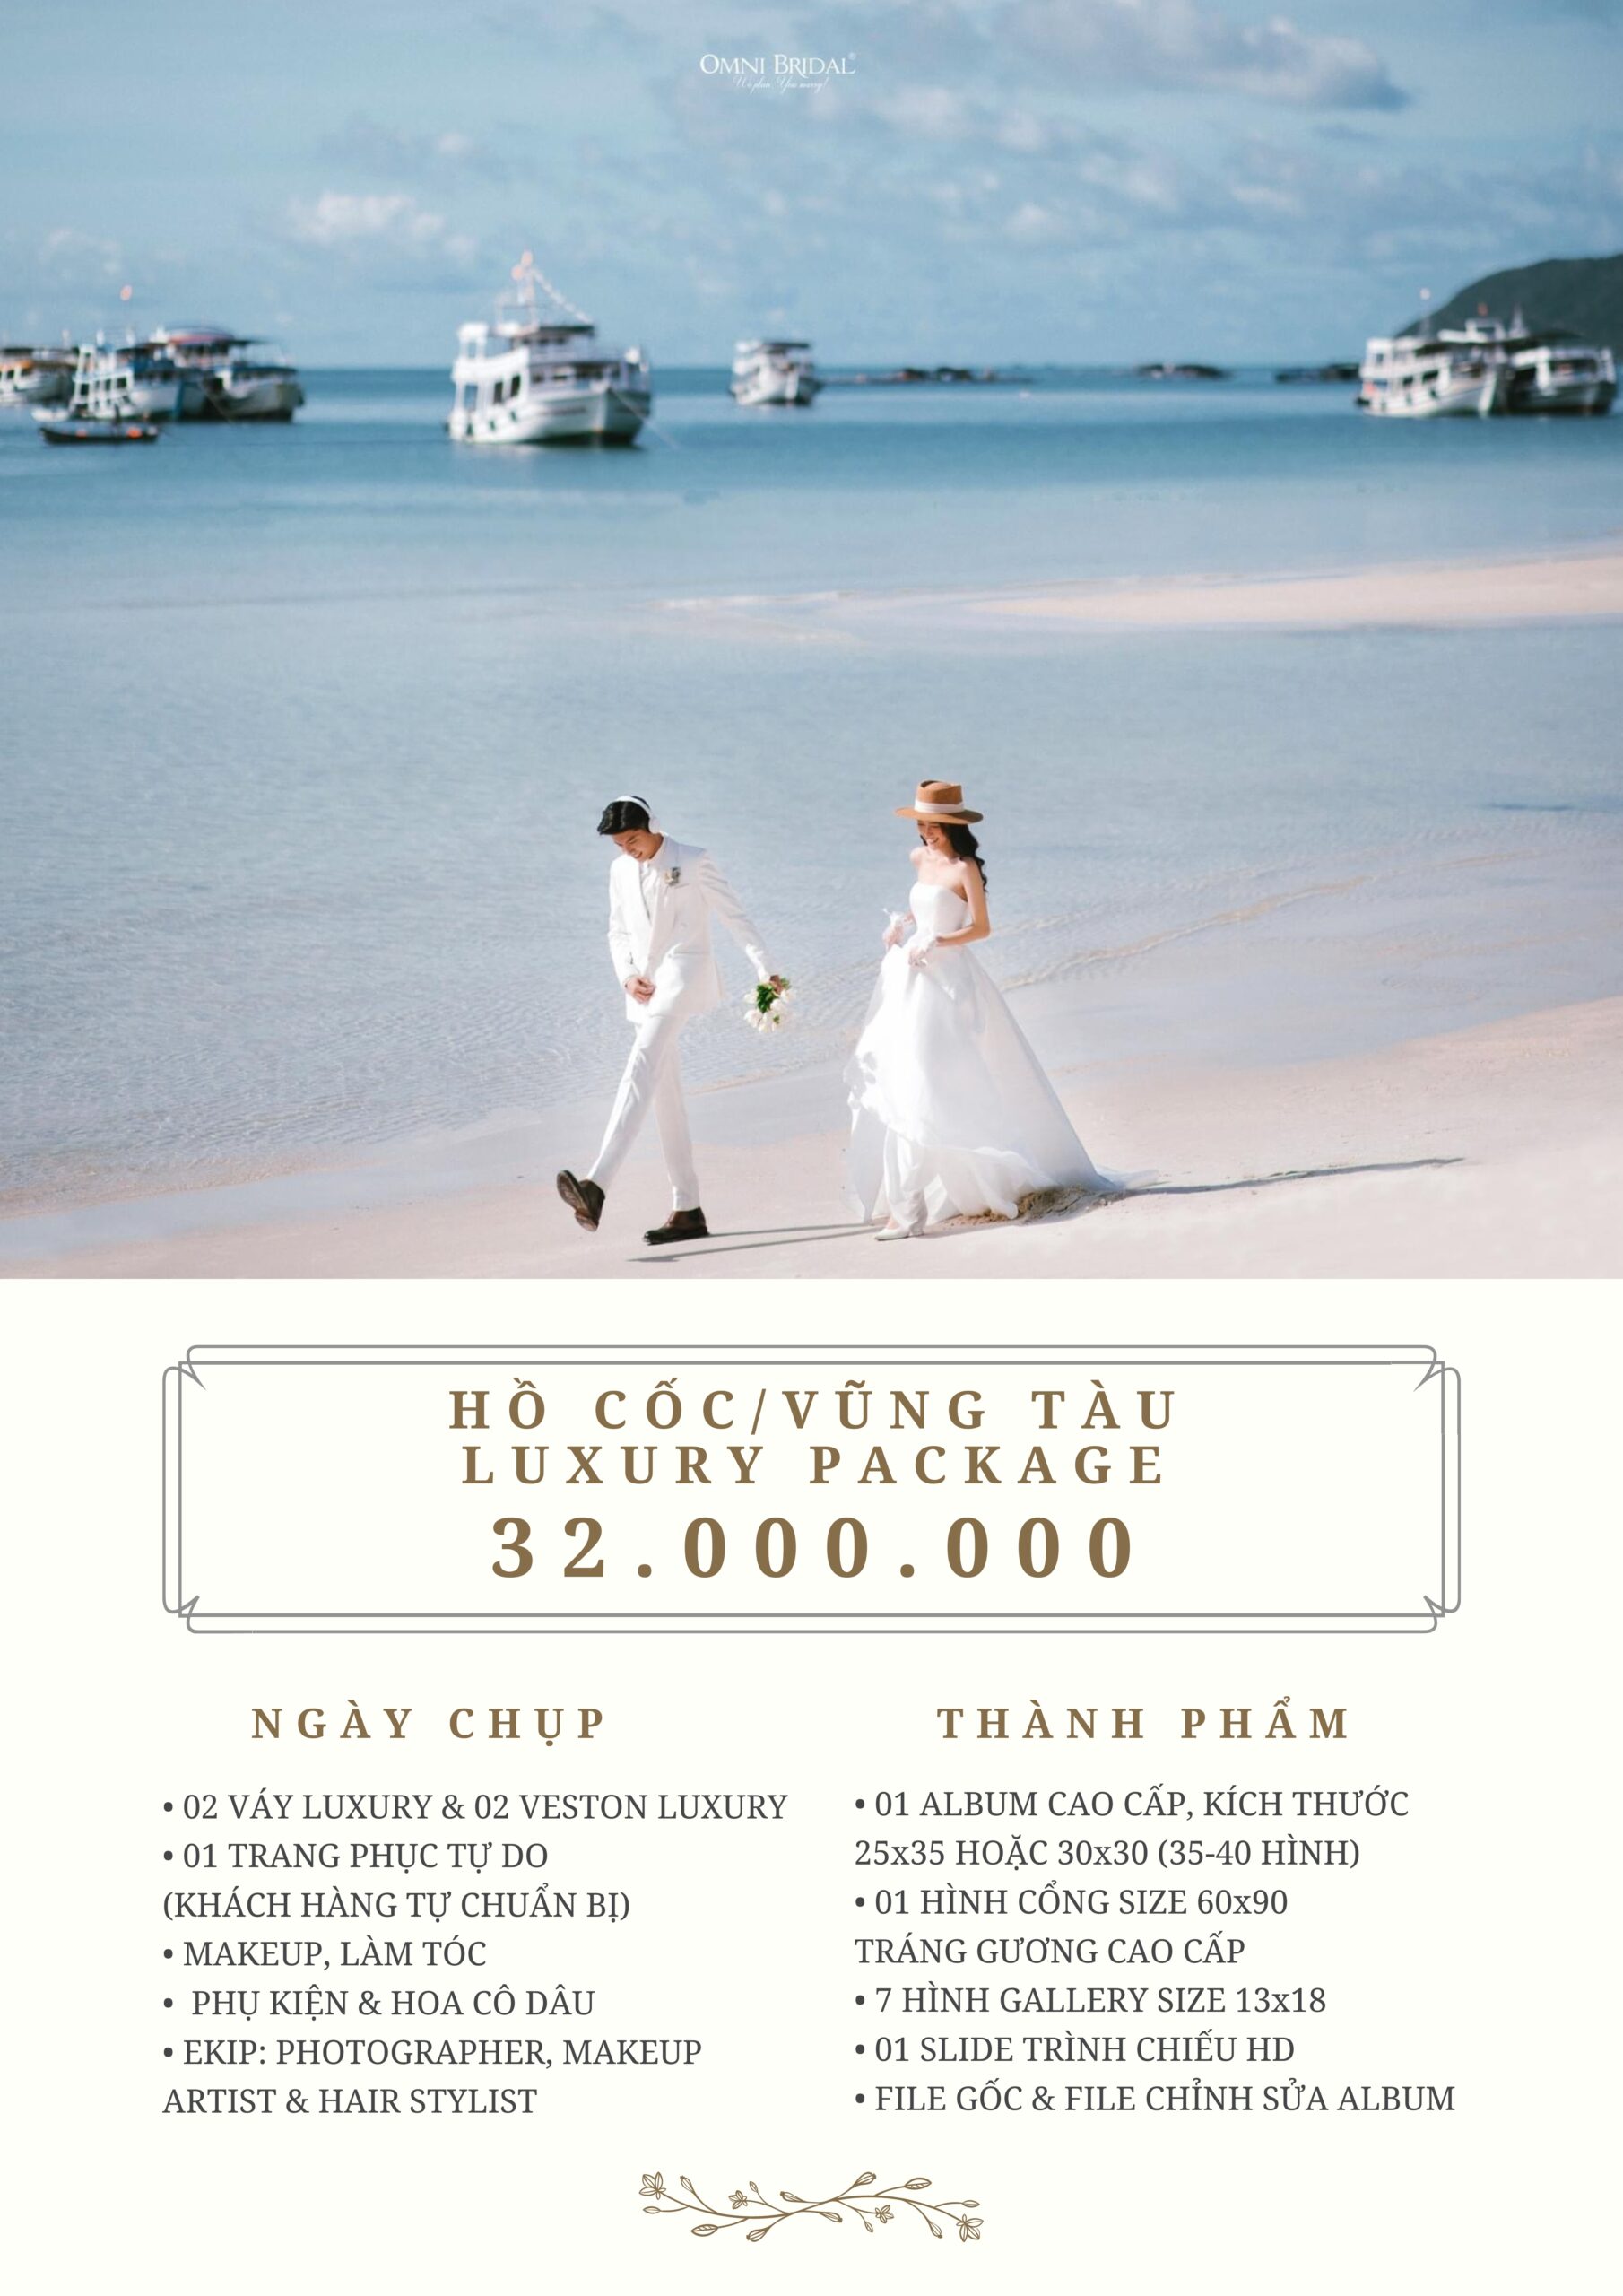 OMNI BRIDAL®
We plan. You marry!
HỒ CỐC/VŨNG TÀU
LUXURY PACKAGE
32.000.000
NGÀY CHỤP
• 02 VÁY LUXURY & 02 VESTON LUXURY
• 01 TRANG PHỤC TỰ DO
(KHÁCH HÀNG TỰ CHUẨN BỊ)
• MAKEUP, LÀM TÓC
• PHỤ KIỆN & HOA CÔ DÂU
• EKIP: PHOTOGRAPHER, MAKEUP
ARTIST & HAIR STYLIST
THÀNH PHẨM
• 01 ALBUM CAO CẤP, KÍCH THƯỚC
25x35 HOẶC 30x30 (35-40 HÌNH)
• 01 HÌNH CỔNG SIZE 60x90
TRÁNG GƯƠNG CAO CẤP
• 7 HÌNH GALLERY SIZE 13x18
• 01 SLIDE TRÌNH CHIẾU HD
• FILE GỐC & FILE CHỈNH SỬA ALBUM